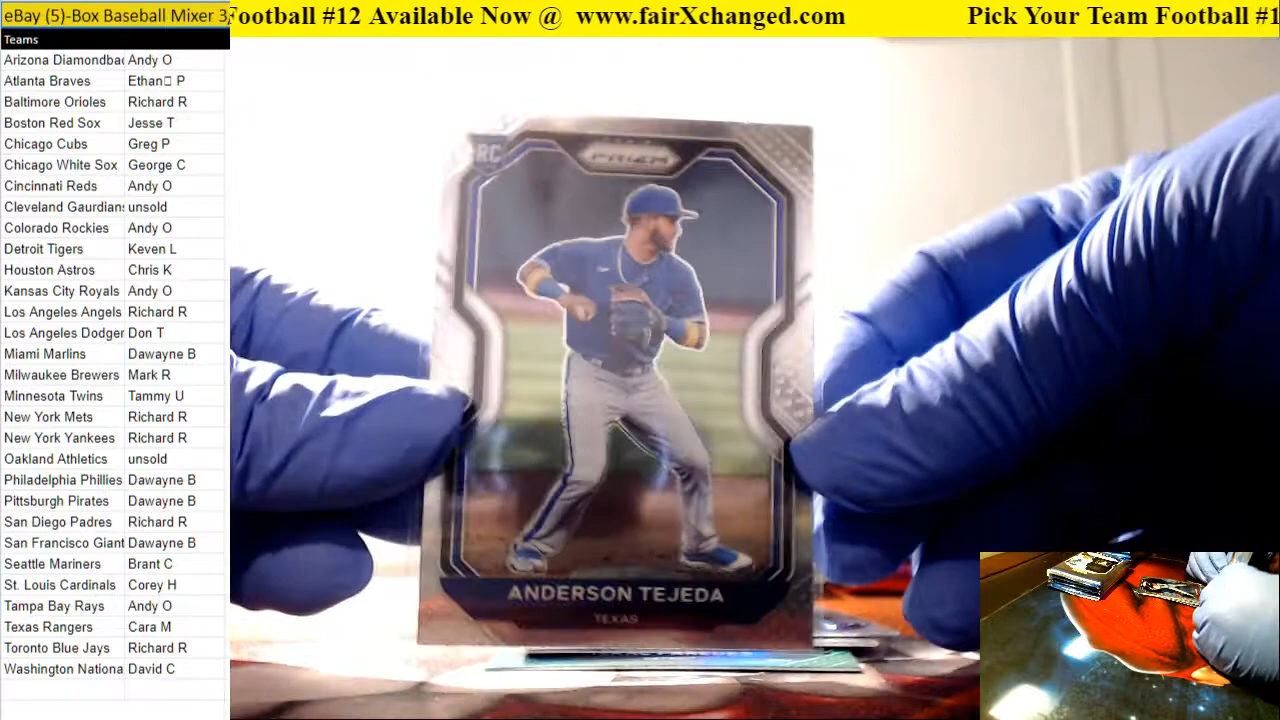 eBay (5)-Box Baseball Mixer 3
Football #12 Available Now @ www.fairXchanged.com
Pick Your Team Football #1
Teams
Arizona Diamondbac Andy O
Atlanta Braves Ethan□ P
Baltimore Orioles Richard R
Boston Red Sox Jesse T
Chicago Cubs Greg P
Chicago White Sox George C
Cincinnati Reds Andy O
Cleveland Gaurdians unsold
Colorado Rockies Andy O
Detroit Tigers Keven L
Houston Astros Chris K
Kansas City Royals Andy O
Los Angeles Angels Richard R
Los Angeles Dodger Don T
Miami Marlins Dawayne B
Milwaukee Brewers Mark R
Minnesota Twins Tammy U
New York Mets Richard R
New York Yankees Richard R
Oakland Athletics unsold
Philadelphia Phillies Dawayne B
Pittsburgh Pirates Dawayne B
San Diego Padres Richard R
San Francisco Giant Dawayne B
Seattle Mariners Brant C
St. Louis Cardinals Corey H
Tampa Bay Rays Andy O
Texas Rangers Cara M
Toronto Blue Jays Richard R
Washington Nationa David C
RC
PRIZM
ANDERSON TEJEDA
TEXAS